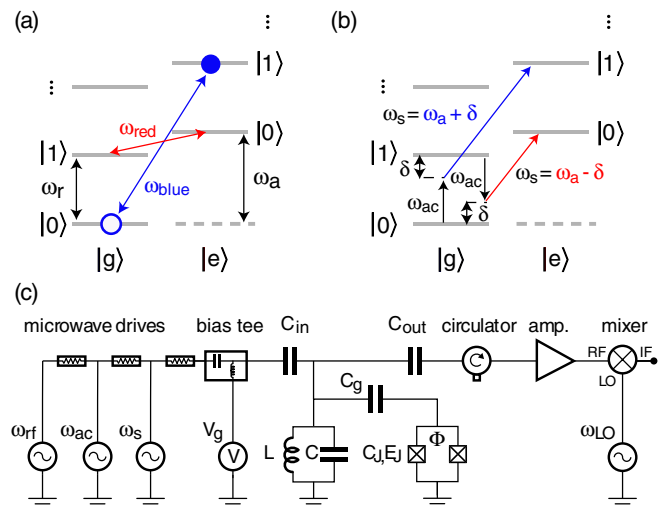 (a)
⋮
|1⟩
⋮
ω_red
|0⟩
|1⟩
ω_r
ω_blue
ω_a
|0⟩
|g⟩
|e⟩
(b)
⋮
|1⟩
⋮
ω_s = ω_a + δ
|0⟩
|1⟩
δ
ω_ac
ω_s = ω_a - δ
ω_ac
δ
|0⟩
|g⟩
|e⟩
(c)
microwave drives
bias tee
C_in
C_out
circulator
amp.
mixer
RF
IF
LO
C_g
ω_rf
ω_ac
ω_s
V_g
V
L
C
C_J,E_J
Φ
ω_LO